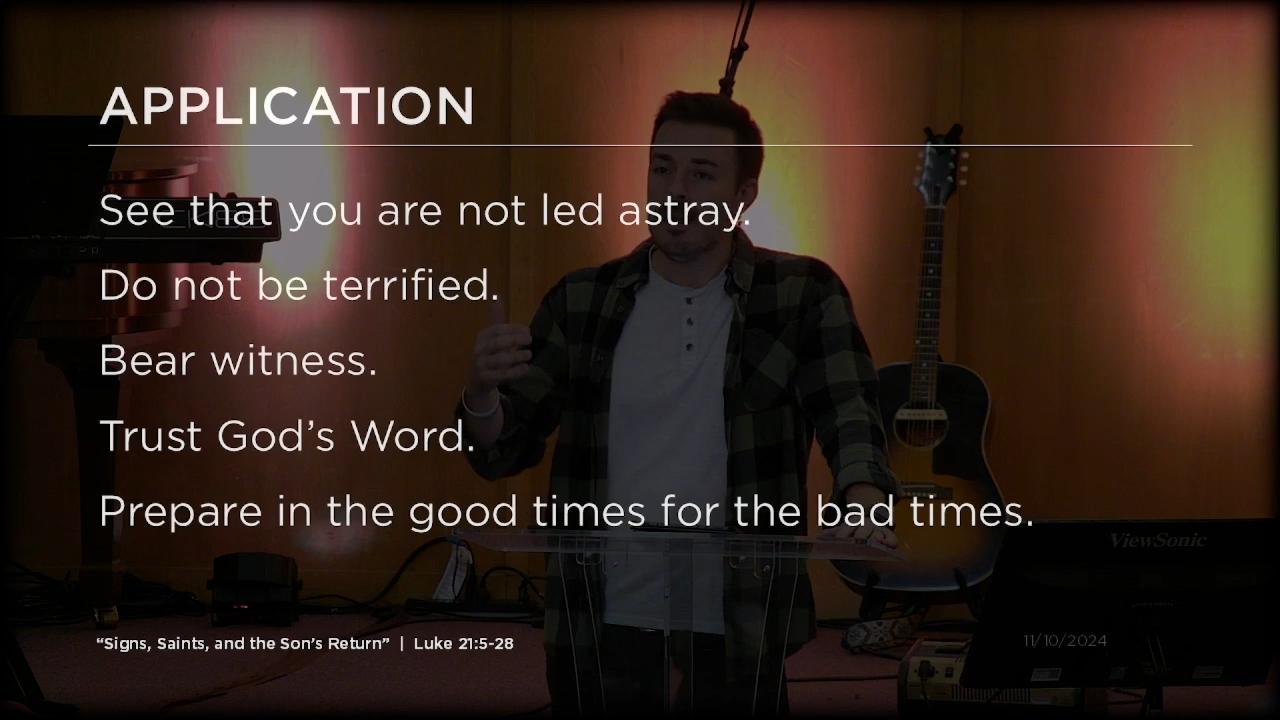 APPLICATION
See that you are not led astray.
Do not be terrified.
Bear witness.
Trust God’s Word.
Prepare in the good times for the bad times.
ViewSonic
“Signs, Saints, and the Son’s Return” | Luke 21:5-28
11/10/2024